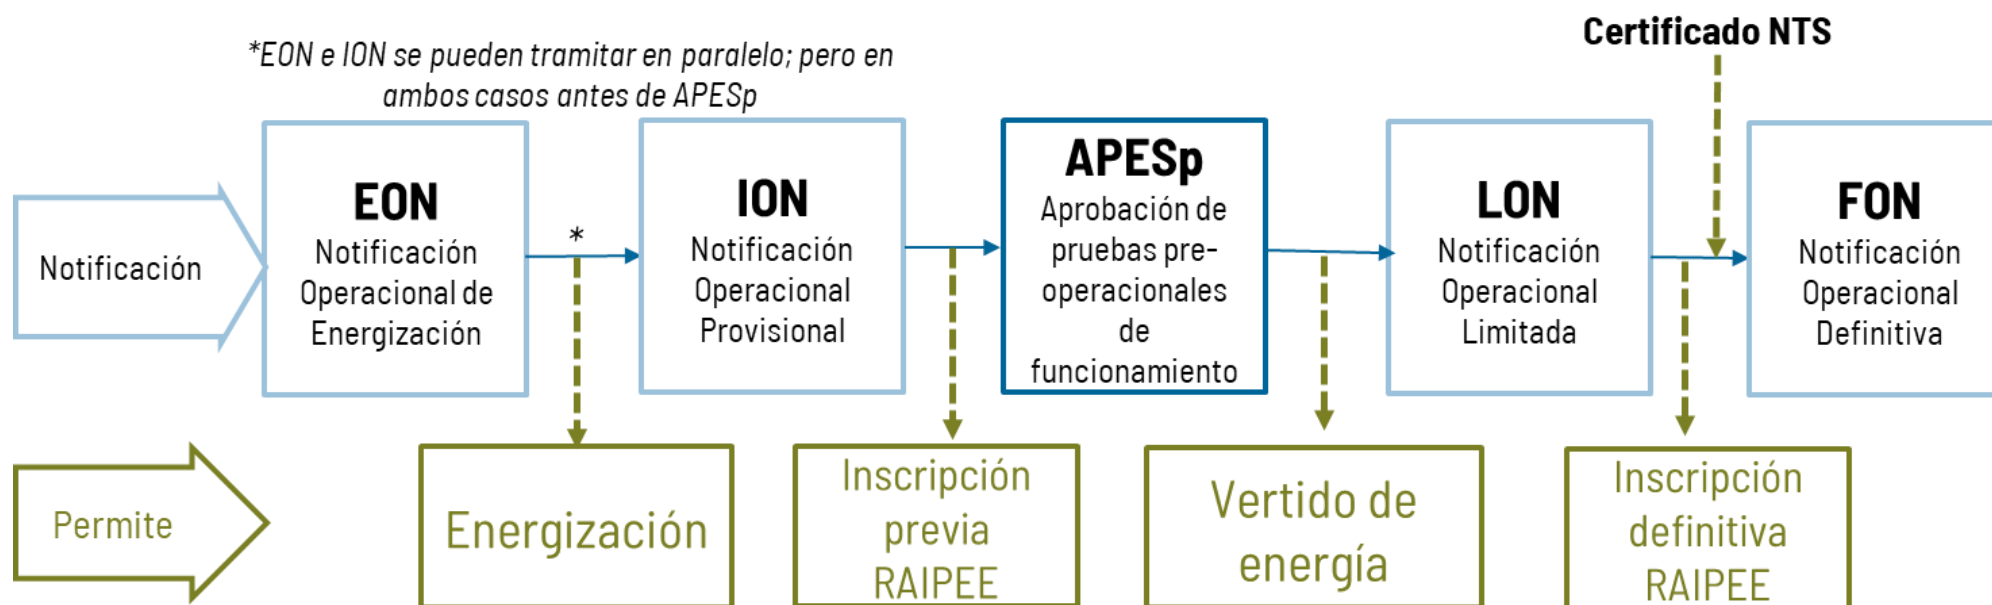 Certificado NTS
*EON e ION se pueden tramitar en paralelo; pero en
ambos casos antes de APESp
Notificación
EON
Notificación
Operacional de
Energización
*
ION
Notificación
Operacional
Provisional
APESp
Aprobación de
pruebas pre-
operacionales
de
funcionamiento
LON
Notificación
Operacional
Limitada
FON
Notificación
Operacional
Definitiva
Permite
Energización
Inscripción
previa
RAIPEE
Vertido de
energía
Inscripción
definitiva
RAIPEE